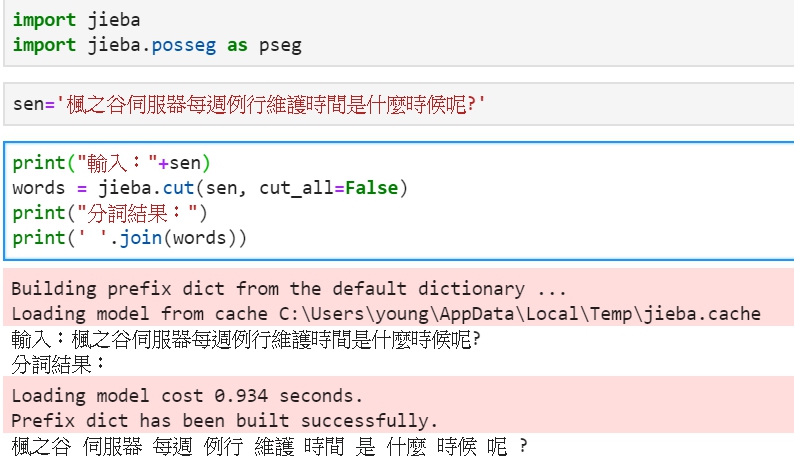 import jieba
import jieba.posseg as pseg
sen='楓之谷伺服器每週例行維護時間是什麼時候呢?'
print("輸入："+sen)
words = jieba.cut(sen, cut_all=False)
print("分詞結果：")
print(' '.join(words))
Building prefix dict from the default dictionary ...
Loading model from cache C:\Users\young\AppData\Local\Temp\jieba.cache
輸入：楓之谷伺服器每週例行維護時間是什麼時候呢?
分詞結果：
Loading model cost 0.934 seconds.
Prefix dict has been built successfully.
楓之谷 伺服器 每週 例行 維護 時間 是 什麼 時候 呢 ?